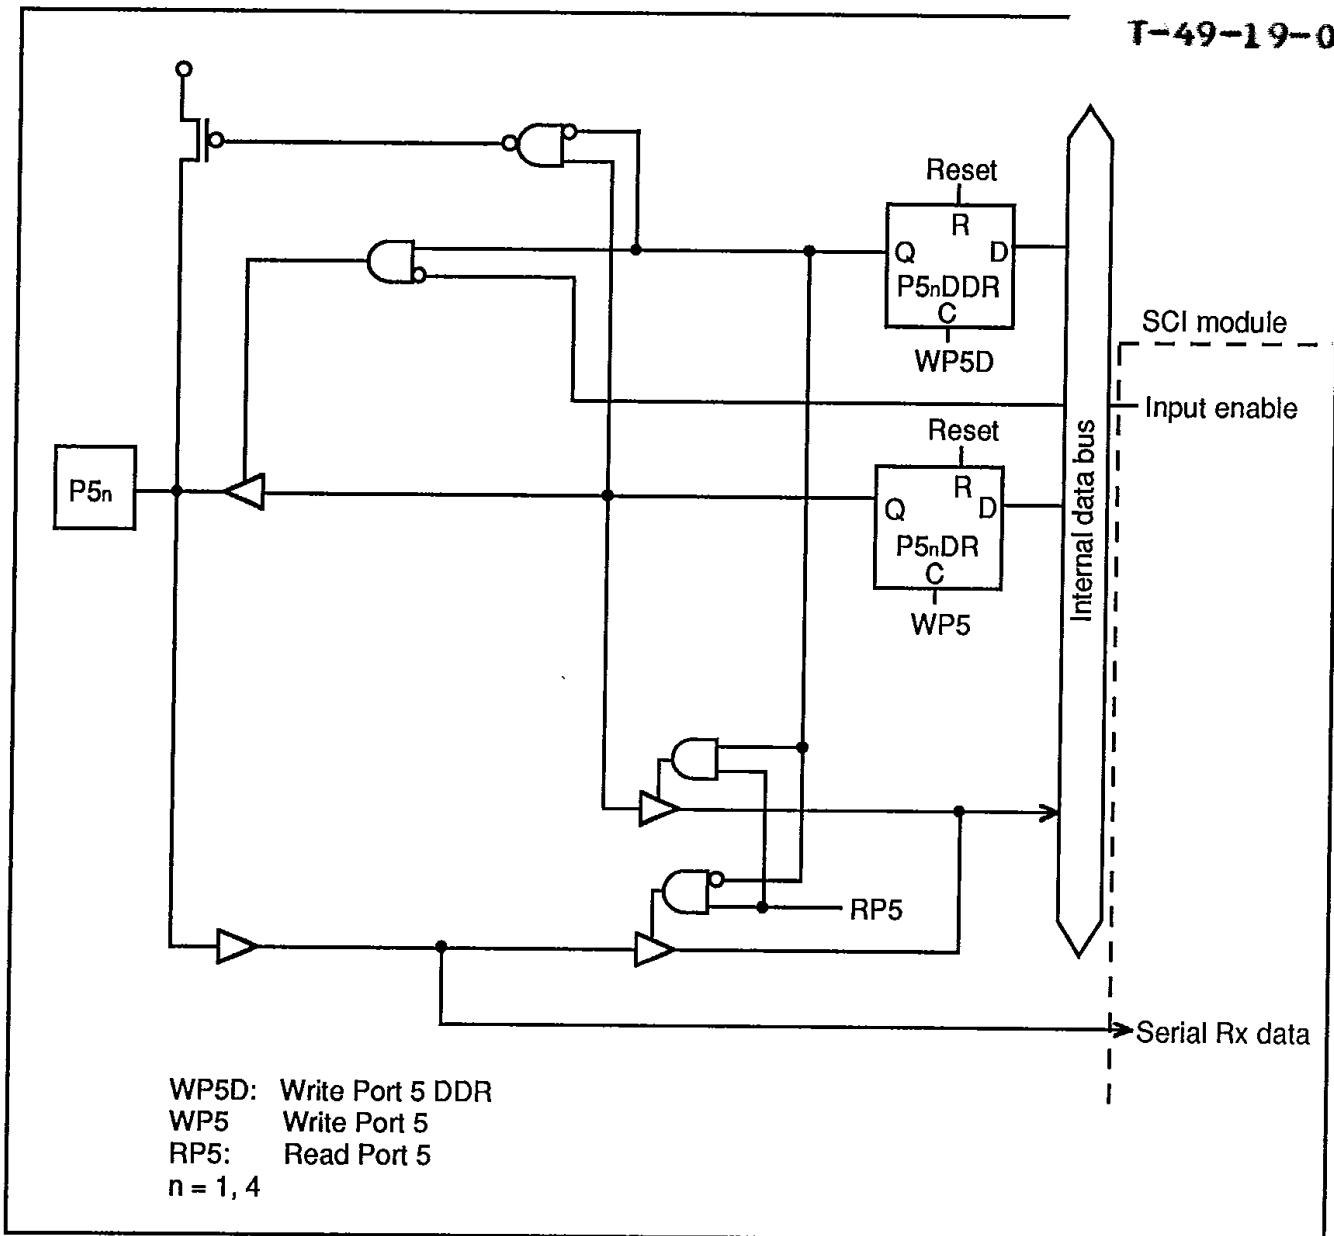 T-49-19-0
Reset
R
Q D
P5nDDR
C
WP5D
SCI module
Input enable
Reset
R
Q D
P5nDR
C
WP5
Internal data bus
P5n
RP5
Serial Rx data
WP5D: Write Port 5 DDR
WP5 Write Port 5
RP5: Read Port 5
n = 1, 4